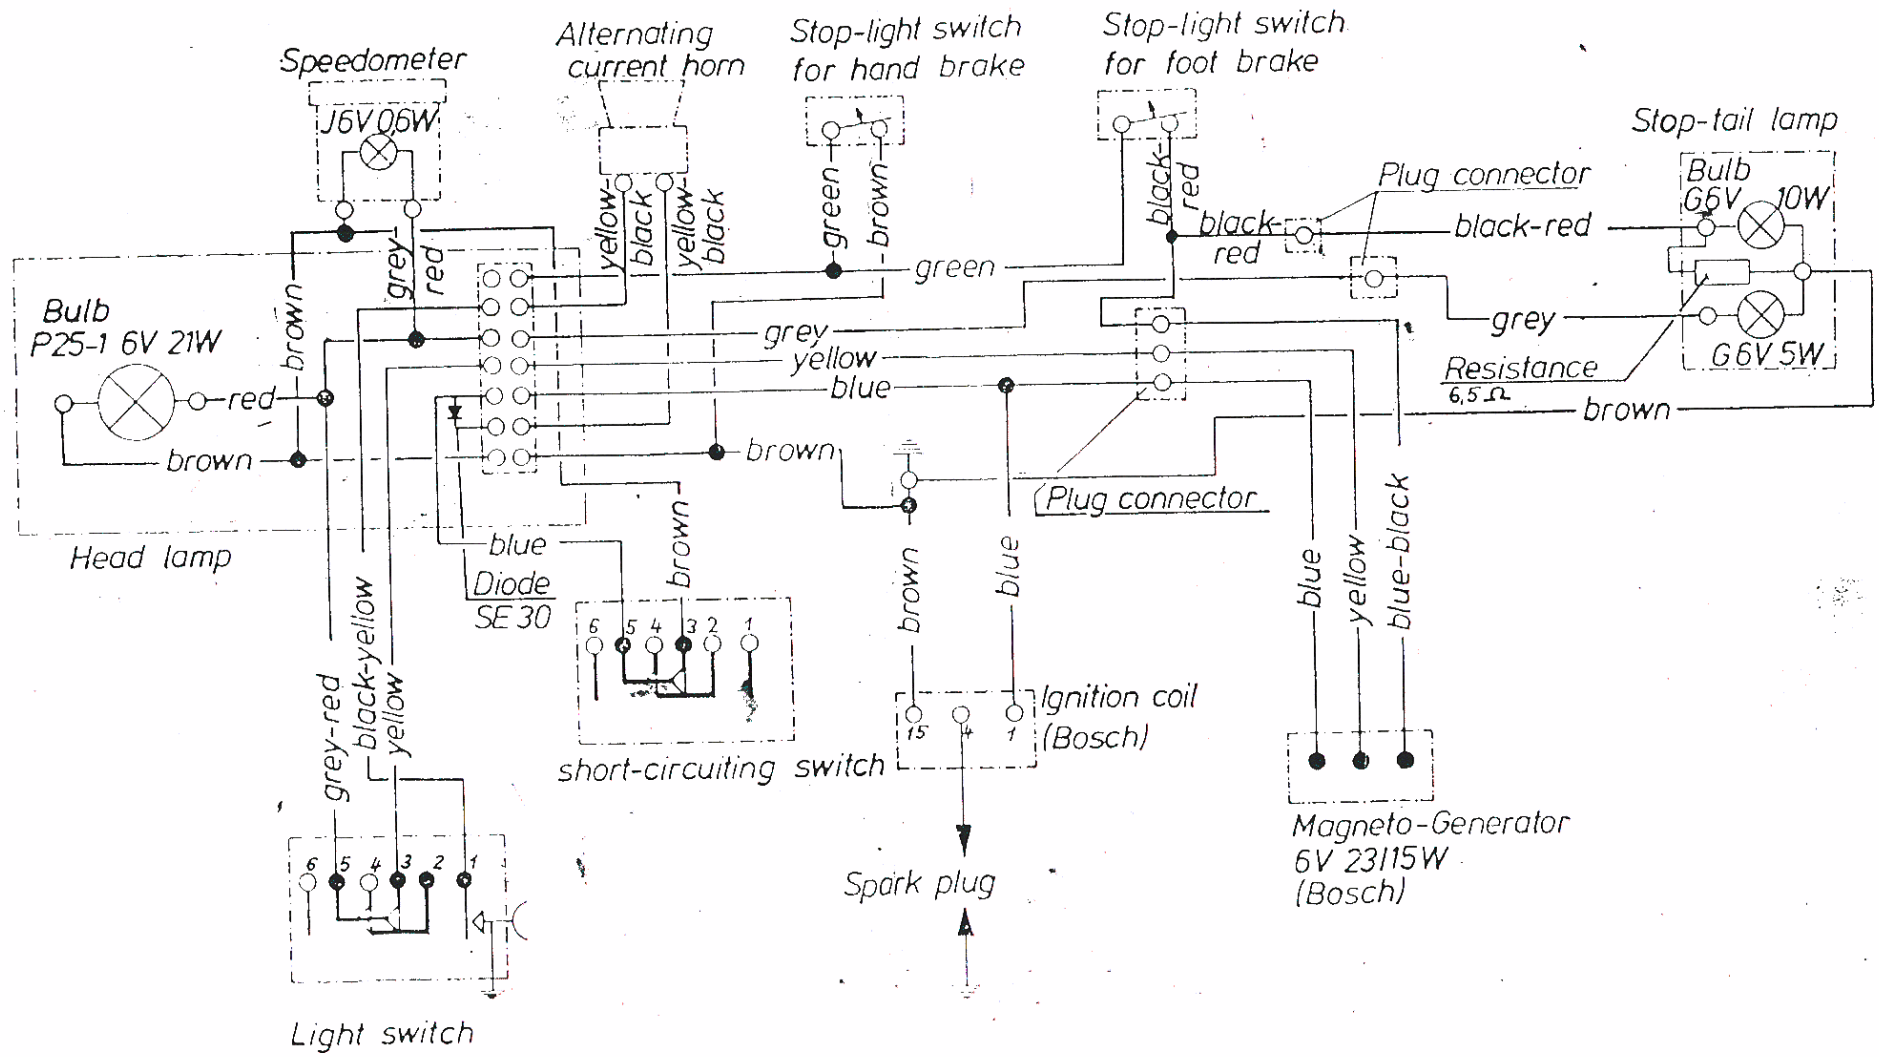 Speedometer
J6V 0,6W
Alternating
current horn
Stop-light switch
for hand brake
Stop-light switch
for foot brake
Stop-tail lamp
Plug connector
Bulb
G6V 10W
black-red
black-
red
black-
red
yellow-
black
yellow-
black
green
brown
green
grey
red
brown
Bulb
P25-1 6V 21W
red
brown
grey
yellow
blue
brown
grey
G6V 5W
Resistance
6,5 Ω
brown
Plug connector
Head lamp
blue
brown
Diode
SE 30
brown
blue
blue
yellow
blue-black
6 5 4 3 2 1
short-circuiting switch
15 4 1
Ignition coil
(Bosch)
grey-red
black-yellow
yellow
Magneto-Generator
6V 23/15W
(Bosch)
6 5 4 3 2 1
Spark plug
Light switch